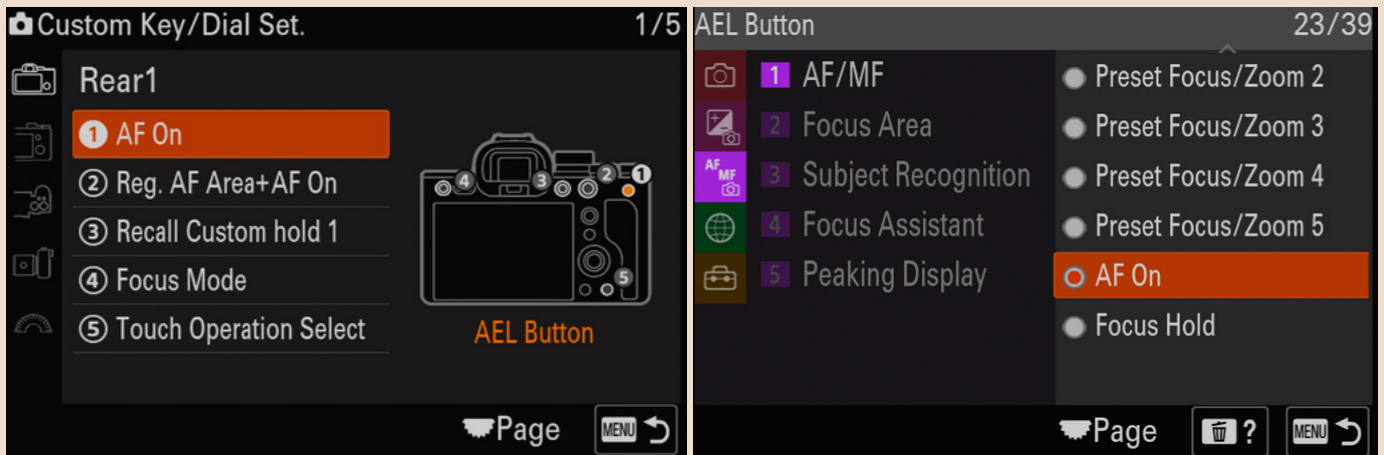 Custom Key/Dial Set. 1/5
Rear1
1 AF On
2 Reg. AF Area+AF On
3 Recall Custom hold 1
4 Focus Mode
5 Touch Operation Select
4 3 2 1
5
AEL Button
Page MENU
AEL Button 23/39
AF MF
1 AF/MF
2 Focus Area
3 Subject Recognition
4 Focus Assistant
5 Peaking Display
Preset Focus/Zoom 2
Preset Focus/Zoom 3
Preset Focus/Zoom 4
Preset Focus/Zoom 5
AF On
Focus Hold
Page ? MENU